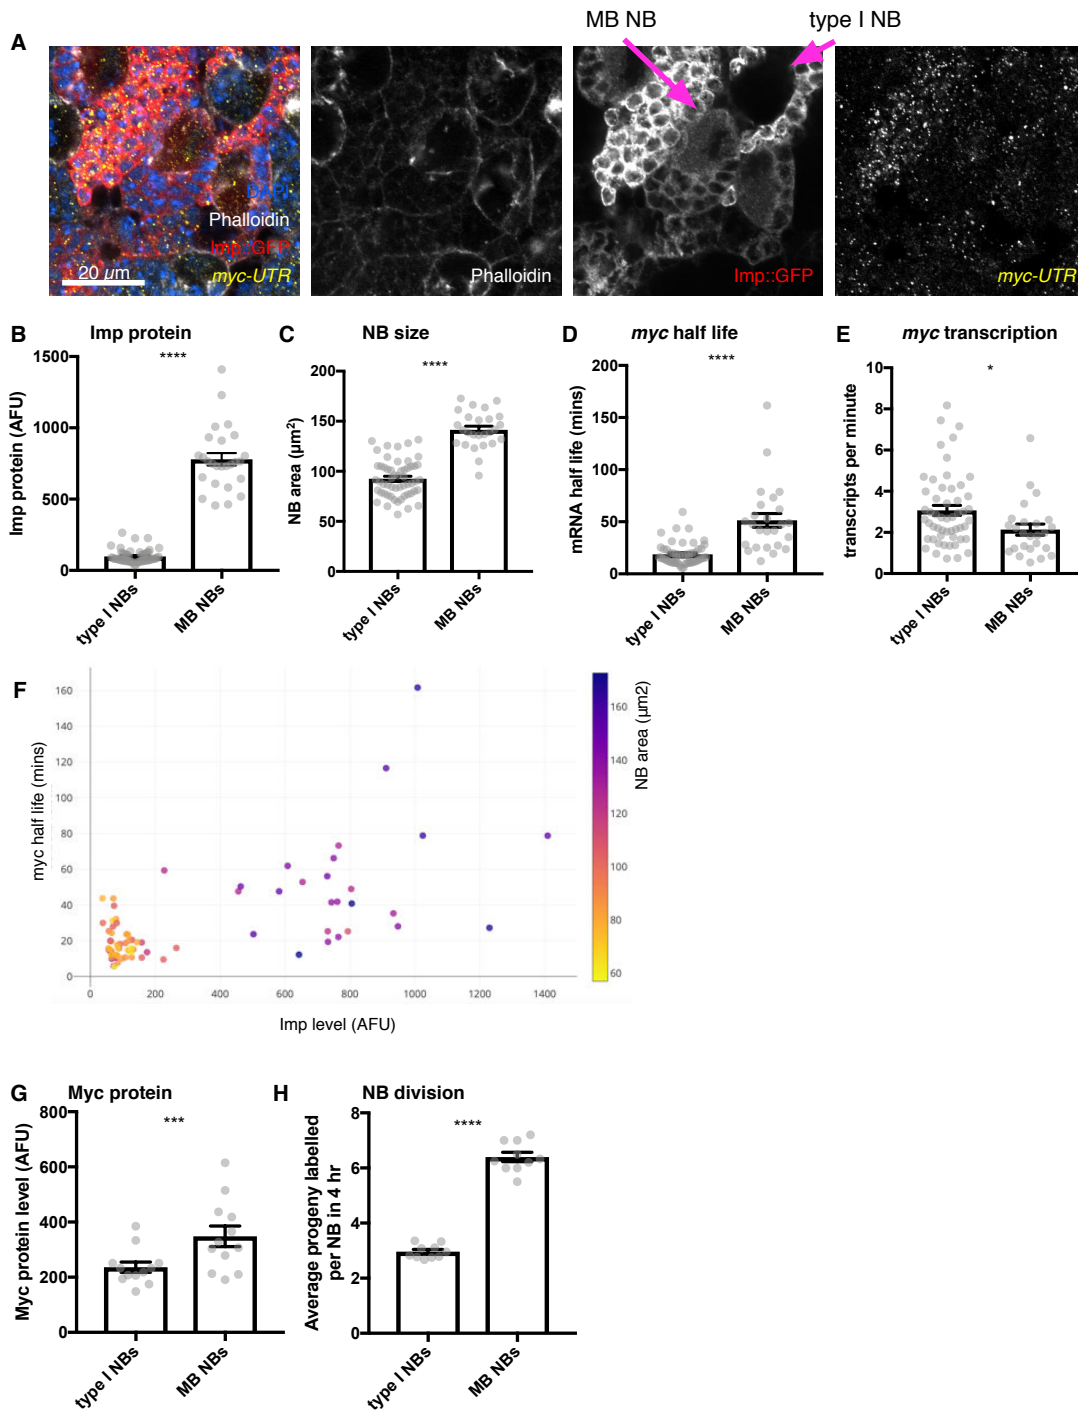 MB NB
type I NB
A
DAPI
Phalloidin
Imp::GFP
myc-UTR
20 µm
Phalloidin
Imp::GFP
myc-UTR
B
Imp protein
****
Imp protein (AFU)
1500
1000
500
0
type I NBs
MB NBs
C
NB size
****
NB area (µm²)
200
150
100
50
0
type I NBs
MB NBs
D
myc half life
****
mRNA half life (mins)
200
150
100
50
0
type I NBs
MB NBs
E
myc transcription
*
transcripts per minute
10
8
6
4
2
0
type I NBs
MB NBs
F
myc half life (mins)
160
140
120
100
80
60
40
20
0
0
200
400
600
800
1000
1200
1400
Imp level (AFU)
160
140
120
100
80
60
NB area (µm2)
G
Myc protein
***
Myc protein level (AFU)
800
600
400
200
0
type I NBs
MB NBs
H
NB division
****
Average progeny labelled
per NB in 4 hr
8
6
4
2
0
type I NBs
MB NBs